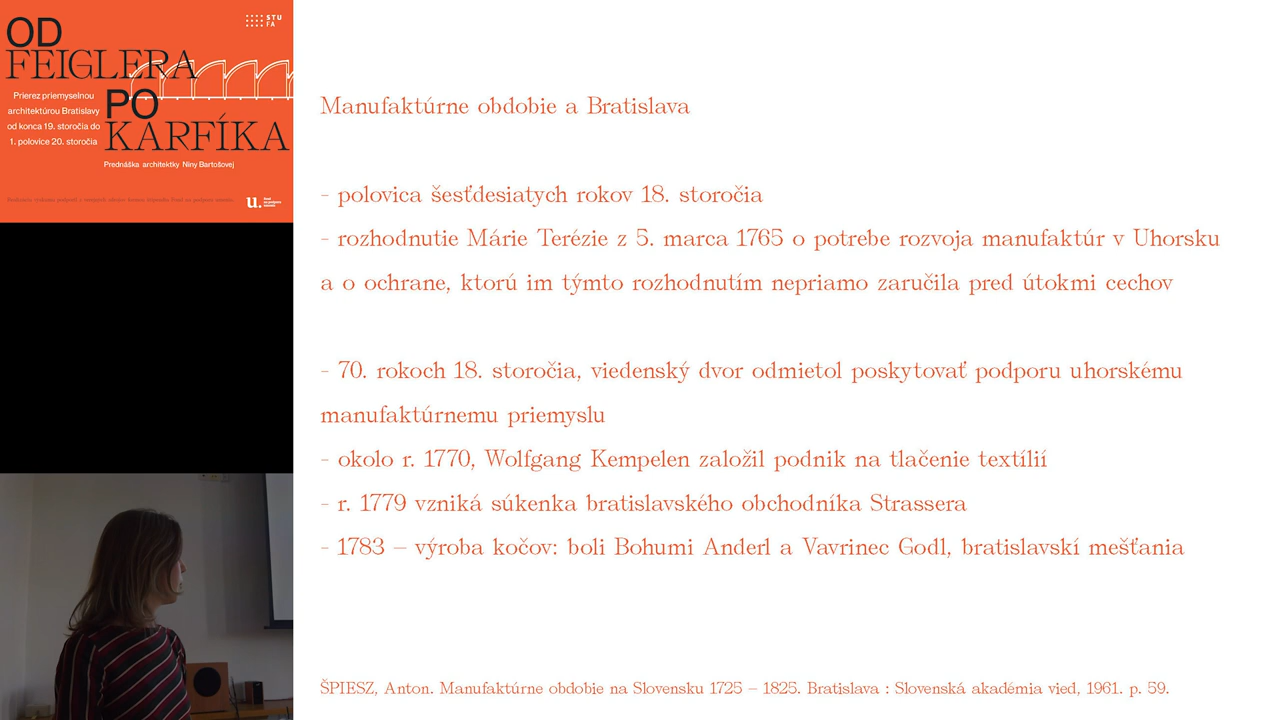 OD
FEIGLERA
PO
KARFÍKA
STU
FA
Prierez priemyselnou
architektúrou Bratislavy
od konca 19. storočia do
1. polovice 20. storočia
Prednáška architektky Niny Bartošovej
u.
Manufaktúrne obdobie a Bratislava
- polovica šesťdesiatych rokov 18. storočia
- rozhodnutie Márie Terézie z 5. marca 1765 o potrebe rozvoja manufaktúr v Uhorsku
a o ochrane, ktorú im týmto rozhodnutím nepriamo zaručila pred útokmi cechov
- 70. rokoch 18. storočia, viedenský dvor odmietol poskytovať podporu uhorskému
manufaktúrnemu priemyslu
- okolo r. 1770, Wolfgang Kempelen založil podnik na tlačenie textílií
- r. 1779 vzniká súkenka bratislavského obchodníka Strassera
- 1783 – výroba kočov: boli Bohumi Anderl a Vavrinec Godl, bratislavskí mešťania
ŠPIESZ, Anton. Manufaktúrne obdobie na Slovensku 1725 – 1825. Bratislava : Slovenská akadémia vied, 1961. p. 59.